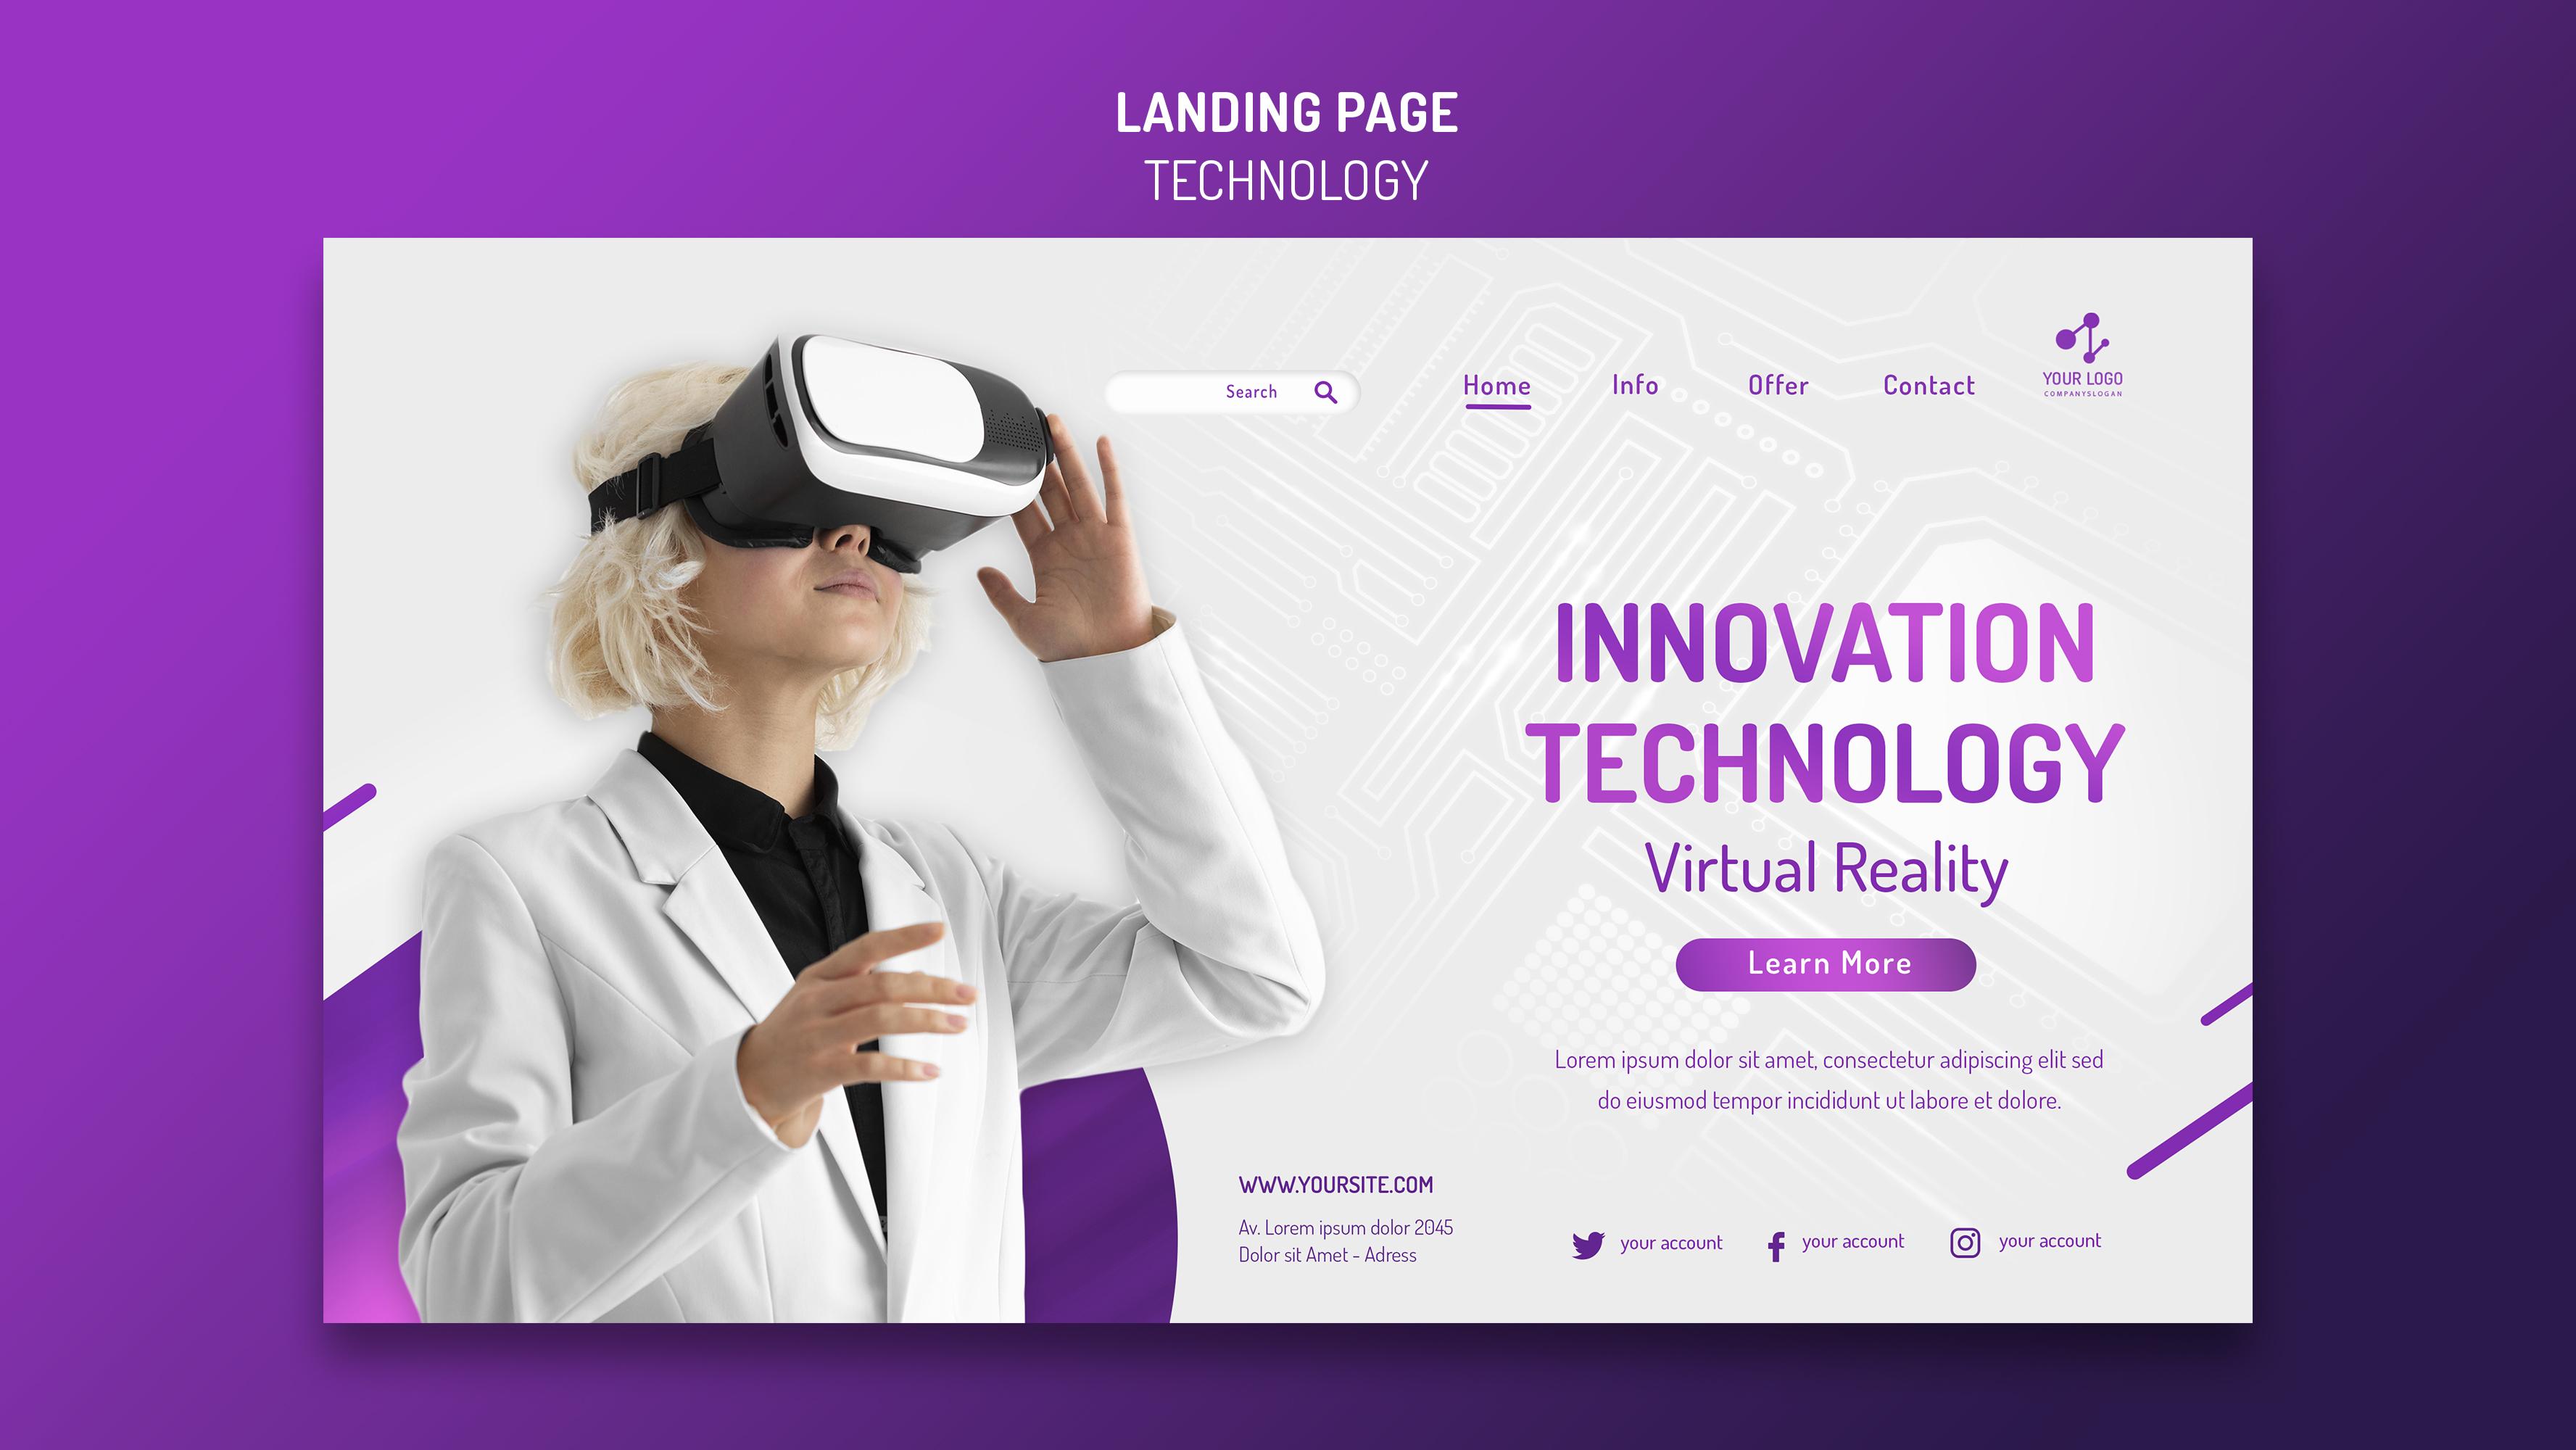 LANDING PAGE
TECHNOLOGY
Search
Home
Info
Offer
Contact
YOUR LOGO
COMPANYSLOGAN
INNOVATION
TECHNOLOGY
Virtual Reality
Learn More
Lorem ipsum dolor sit amet, consectetur adipiscing elit sed
do eiusmod tempor incididunt ut labore et dolore.
WWW.YOURSITE.COM
Av. Lorem ipsum dolor 2045
Dolor sit Amet - Adress
your account
your account
your account